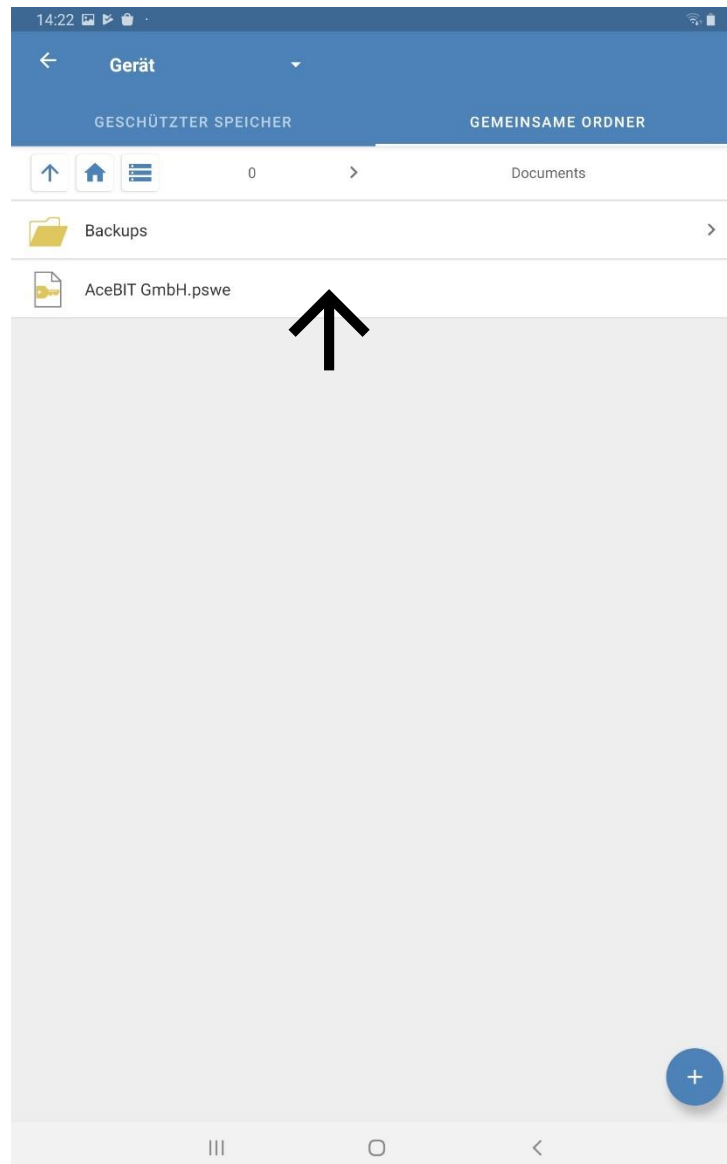 14:22
Gerät
GESCHÜTZTER SPEICHER
GEMEINSAME ORDNER
0 > Documents
Backups
AceBIT GmbH.pswe